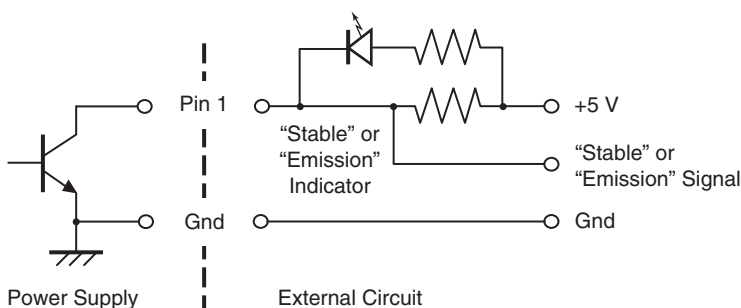 Pin 1
+5 V
“Stable” or
“Emission”
Indicator
“Stable” or
“Emission” Signal
Gnd
Gnd
Power Supply
External Circuit